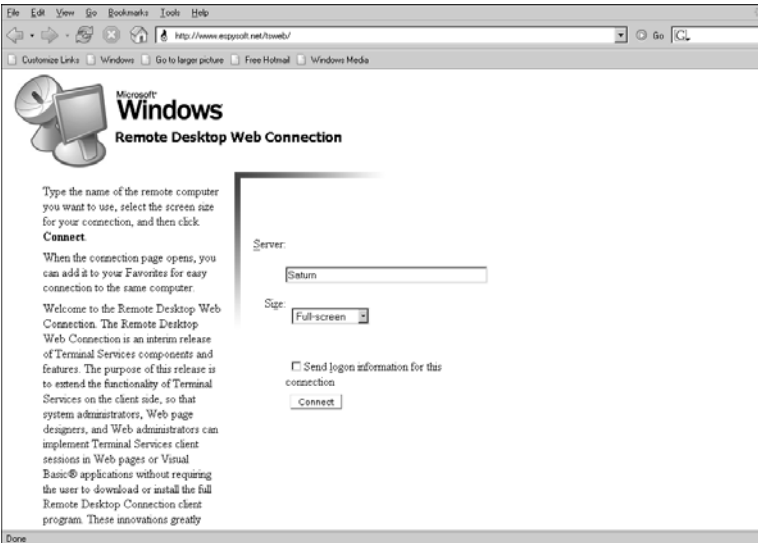 File Edit View Go Bookmarks Tools Help
http://www.espysoft.net/tsweb/
Go
Customize Links Windows Go to larger picture Free Hotmail Windows Media
Microsoft
Windows
Remote Desktop Web Connection
Type the name of the remote computer
you want to use, select the screen size
for your connection, and then click
Connect.
When the connection page opens, you
can add it to your Favorites for easy
connection to the same computer.
Welcome to the Remote Desktop Web
Connection. The Remote Desktop
Web Connection is an interim release
of Terminal Services components and
features. The purpose of this release is
to extend the functionality of Terminal
Services on the client side, so that
system administrators, Web page
designers, and Web administrators can
implement Terminal Services client
sessions in Web pages or Visual
Basic® applications without requiring
the user to download or install the full
Remote Desktop Connection client
program. These innovations greatly
Server:
Saturn
Size:
Full-screen
Send logon information for this
connection
Connect
Done